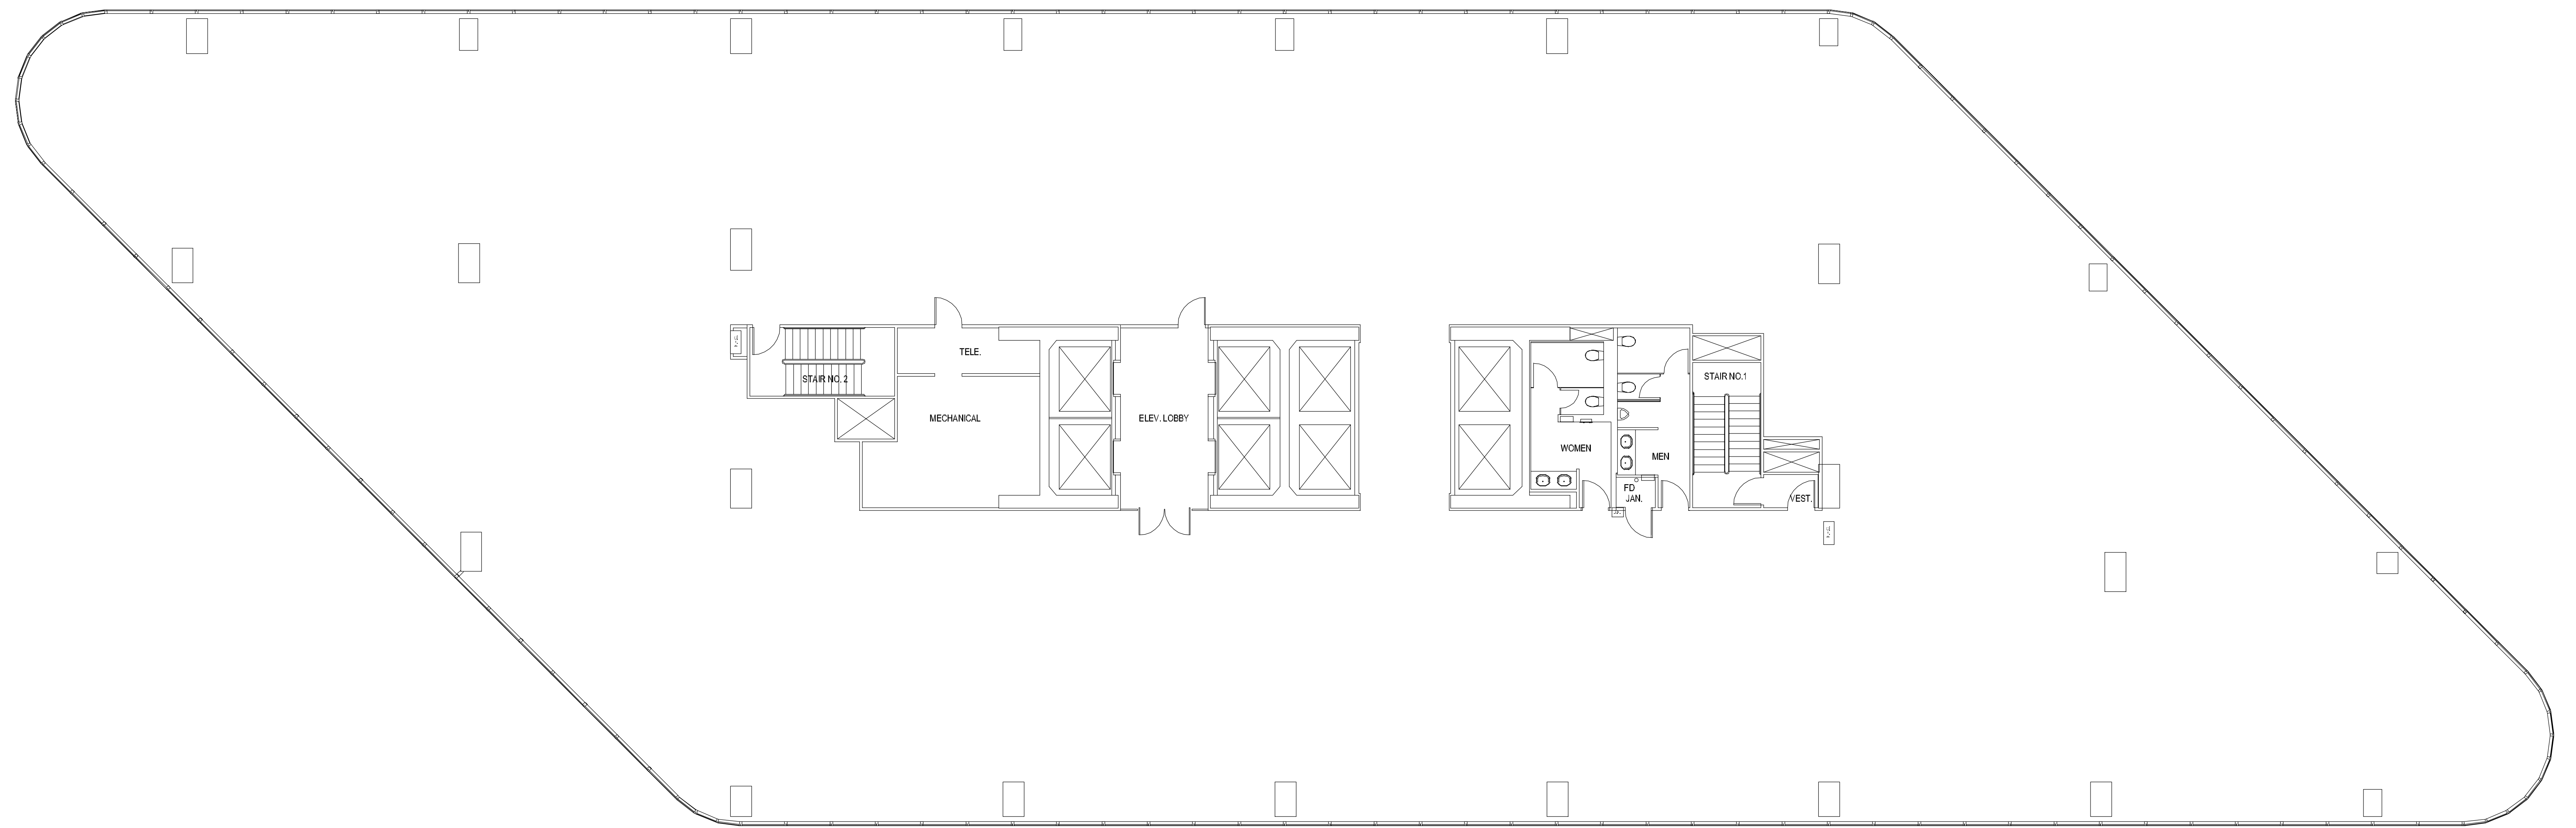 TELE.
STAIR NO. 2
STAIR NO.1
MECHANICAL
ELEV. LOBBY
WOMEN
MEN
FD
JAN.
VEST.